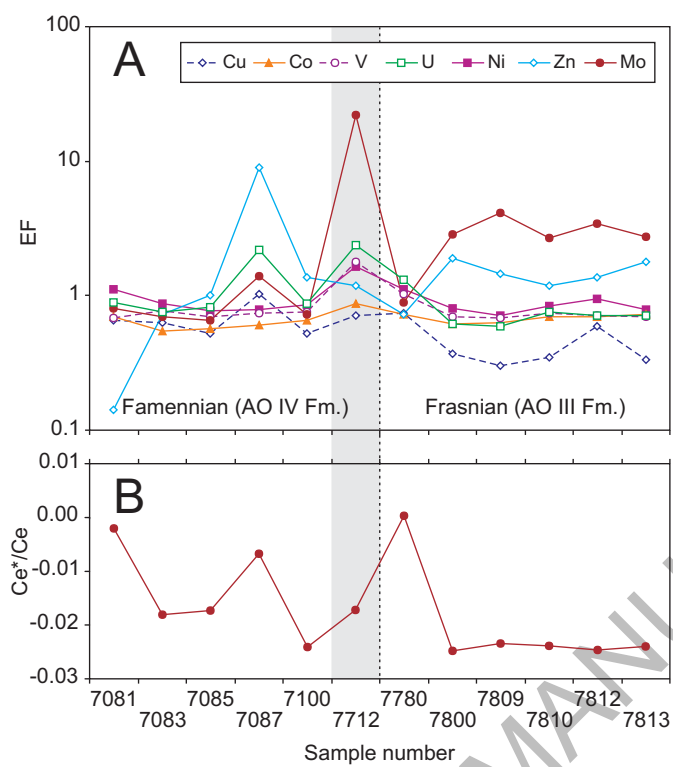 100
A
Cu Co V U Ni Zn Mo
10
EF
1
Famennian (AO IV Fm.) Frasnian (AO III Fm.)
0.1
0.01
B
0.00
Ce*/Ce
-0.01
-0.02
-0.03
7081 7085 7100 7780 7809 7812
7083 7087 7712 7800 7810 7813
Sample number